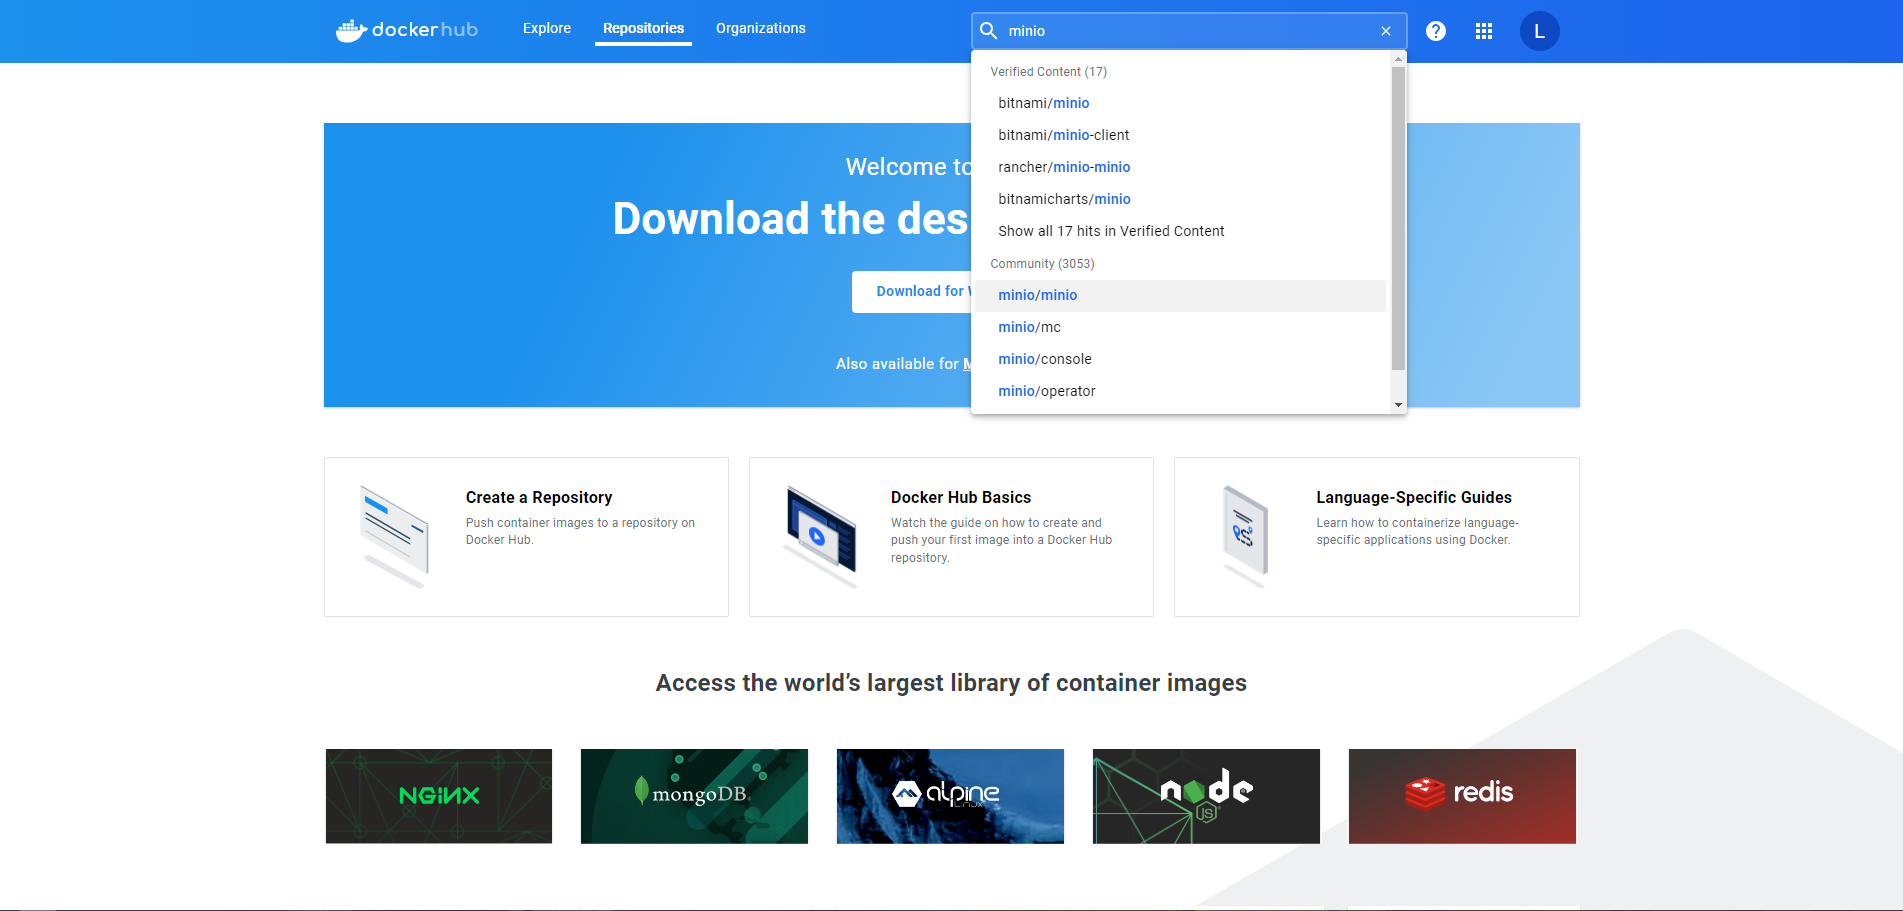 docker hub
Explore
Repositories
Organizations
minio
L
Verified Content (17)
bitnami/minio
bitnami/minio-client
rancher/minio-minio
bitnamicharts/minio
Show all 17 hits in Verified Content
Community (3053)
minio/minio
minio/mc
minio/console
minio/operator
Welcome to
Download the des
Download for
Also available for
Create a Repository
Push container images to a repository on
Docker Hub.
Docker Hub Basics
Watch the guide on how to create and
push your first image into a Docker Hub
repository.
Language-Specific Guides
Learn how to containerize language-
specific applications using Docker.
Access the world’s largest library of container images
NGINX
mongoDB.
alpine
Linux
node
JS
redis